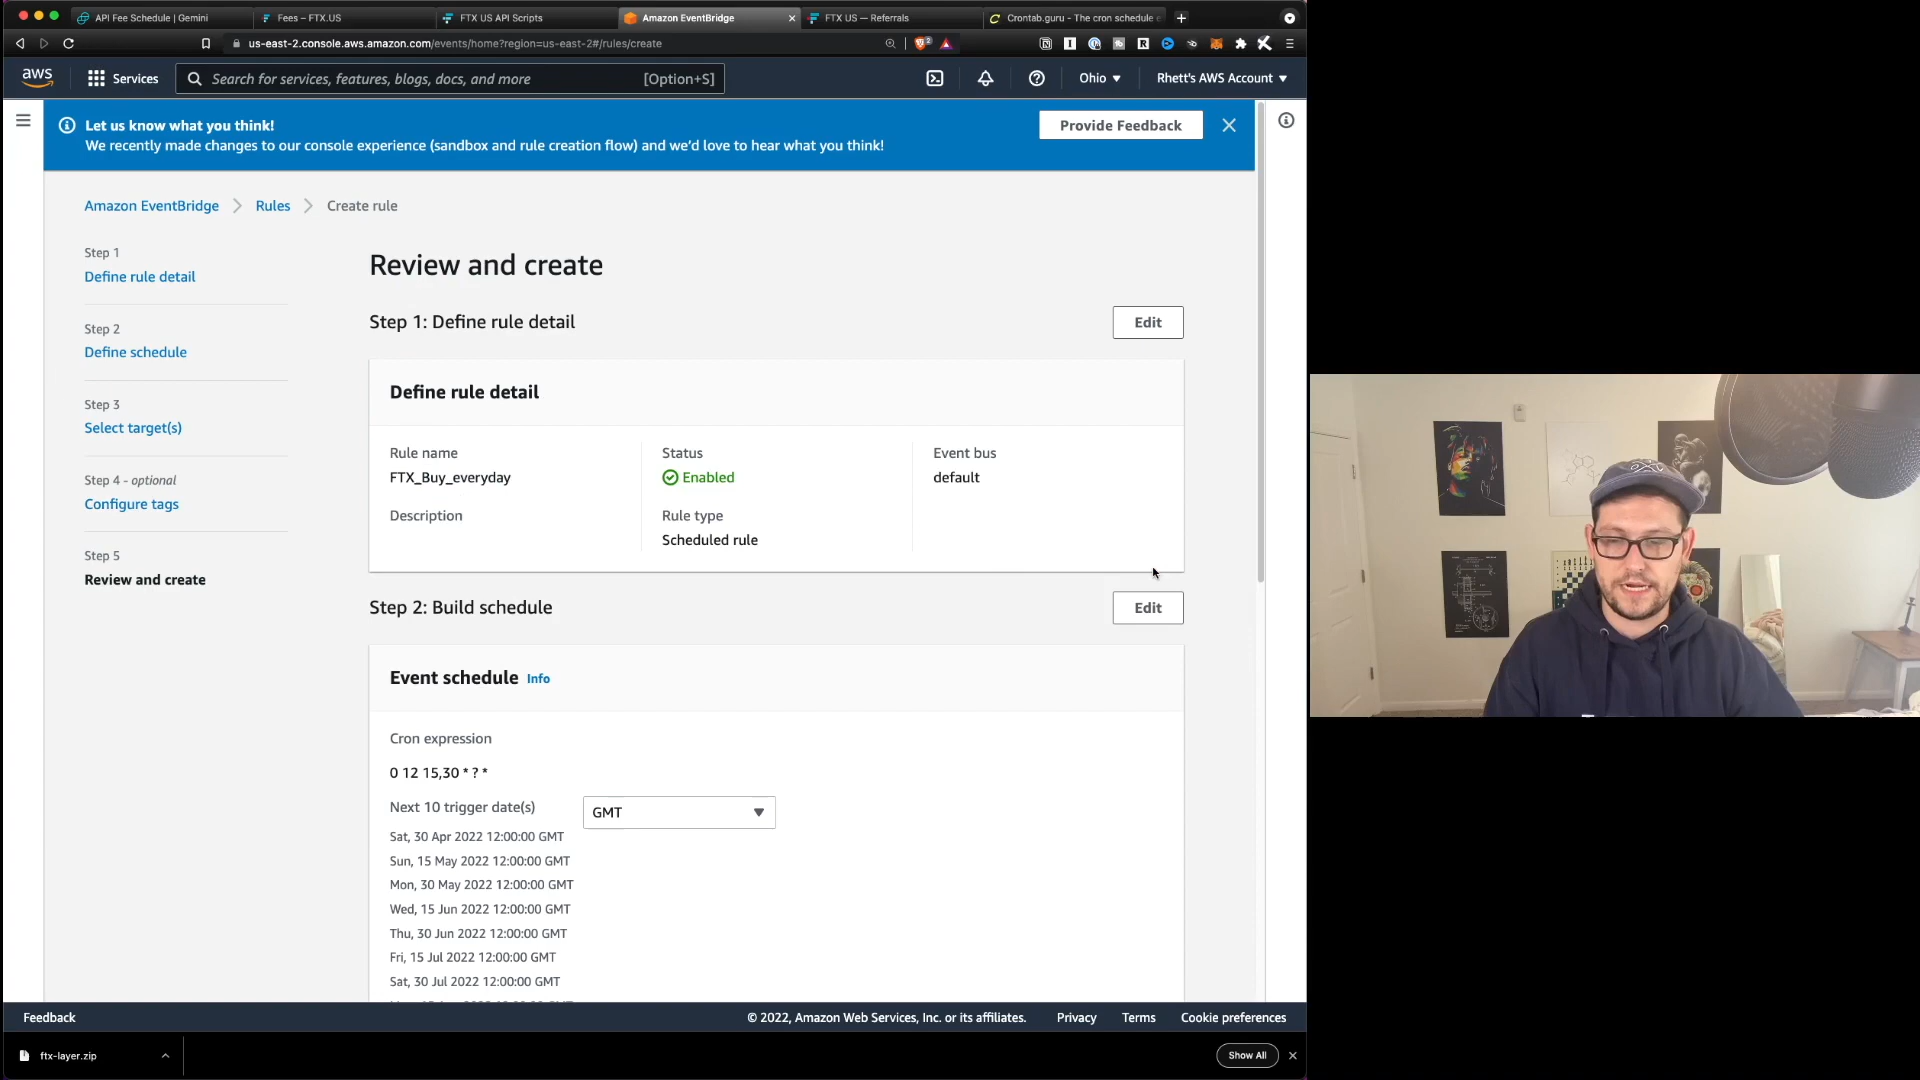 API Fee Schedule | Gemini
Fees – FTX.US
FTX US API Scripts
Amazon EventBridge
FTX US — Referrals
Crontab.guru - The cron schedule e
us-east-2.console.aws.amazon.com/events/home?region=us-east-2#/rules/create
aws
Services
Search for services, features, blogs, docs, and more
[Option+S]
Ohio
Rhett's AWS Account
Let us know what you think!
We recently made changes to our console experience (sandbox and rule creation flow) and we'd love to hear what you think!
Provide Feedback
Amazon EventBridge
Rules
Create rule
Step 1
Define rule detail
Step 2
Define schedule
Step 3
Select target(s)
Step 4 - optional
Configure tags
Step 5
Review and create
Review and create
Step 1: Define rule detail
Edit
Define rule detail
Rule name
FTX_Buy_everyday
Description
Status
Enabled
Rule type
Scheduled rule
Event bus
default
Step 2: Build schedule
Edit
Event schedule
Info
Cron expression
0 12 15,30 * ? *
Next 10 trigger date(s)
GMT
Sat, 30 Apr 2022 12:00:00 GMT
Sun, 15 May 2022 12:00:00 GMT
Mon, 30 May 2022 12:00:00 GMT
Wed, 15 Jun 2022 12:00:00 GMT
Thu, 30 Jun 2022 12:00:00 GMT
Fri, 15 Jul 2022 12:00:00 GMT
Sat, 30 Jul 2022 12:00:00 GMT
Feedback
© 2022, Amazon Web Services, Inc. or its affiliates.
Privacy
Terms
Cookie preferences
ftx-layer.zip
Show All